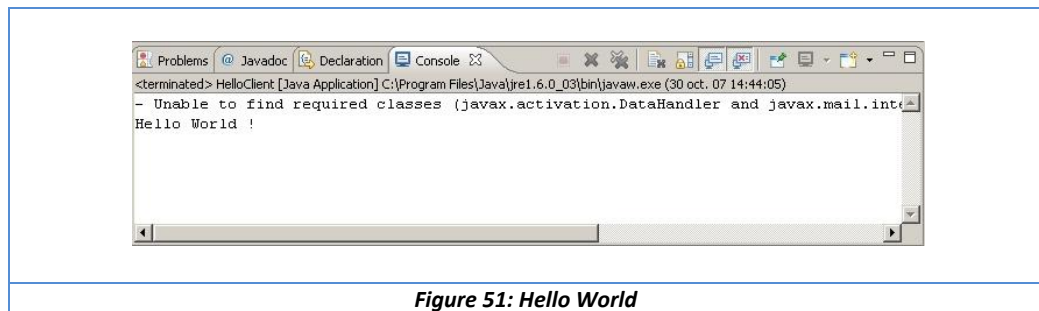 Problems @ Javadoc Declaration Console
<terminated> HelloClient [Java Application] C:\Program Files\Java\jre1.6.0_03\bin\javaw.exe (30 oct. 07 14:44:05)
- Unable to find required classes (javax.activation.DataHandler and javax.mail.inte
Hello World !
Figure 51: Hello World